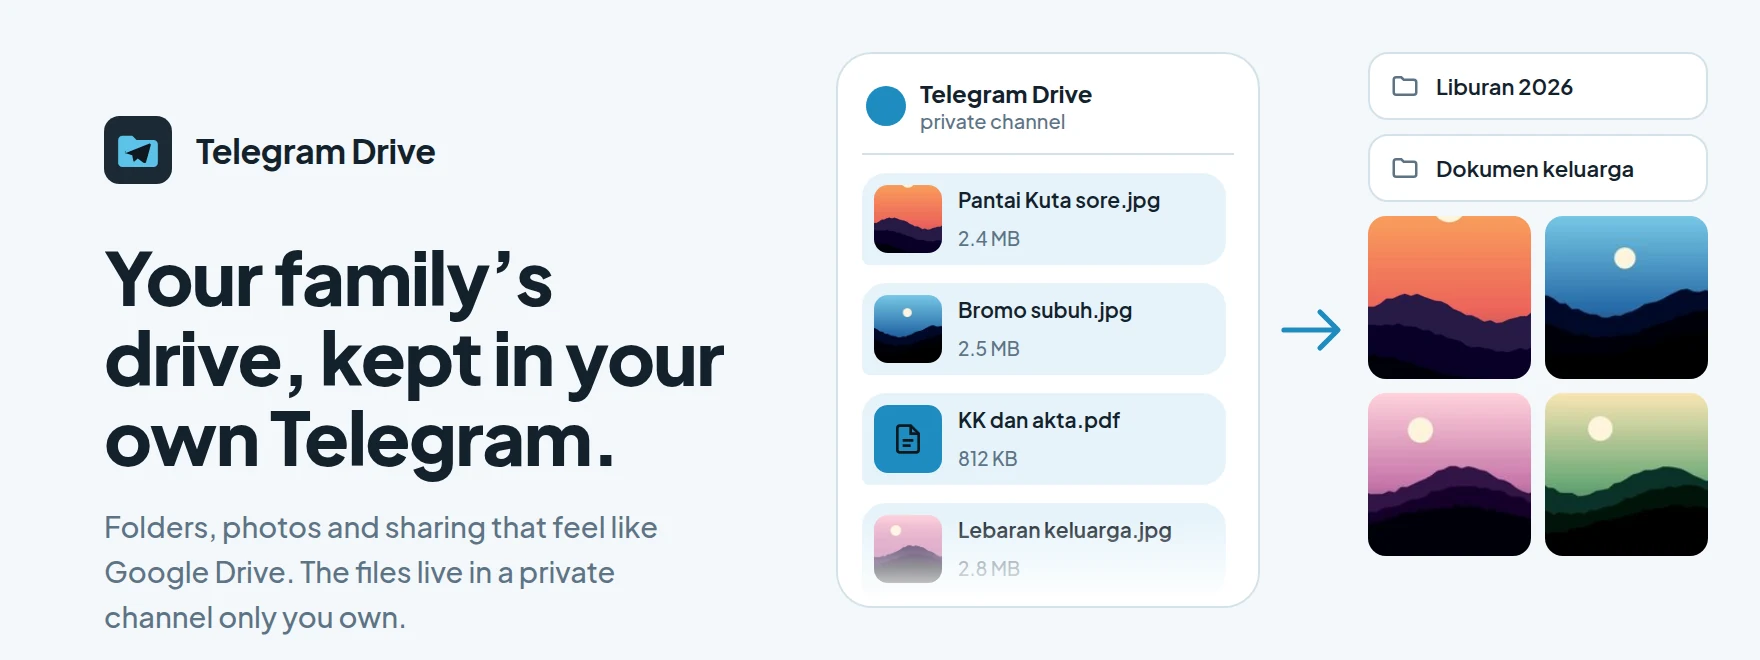 Telegram Drive
Your family’s
drive, kept in your
own Telegram.
Folders, photos and sharing that feel like
Google Drive. The files live in a private
channel only you own.
Telegram Drive
private channel
Pantai Kuta sore.jpg
2.4 MB
Bromo subuh.jpg
2.5 MB
KK dan akta.pdf
812 KB
Lebaran keluarga.jpg
2.8 MB
Liburan 2026
Dokumen keluarga